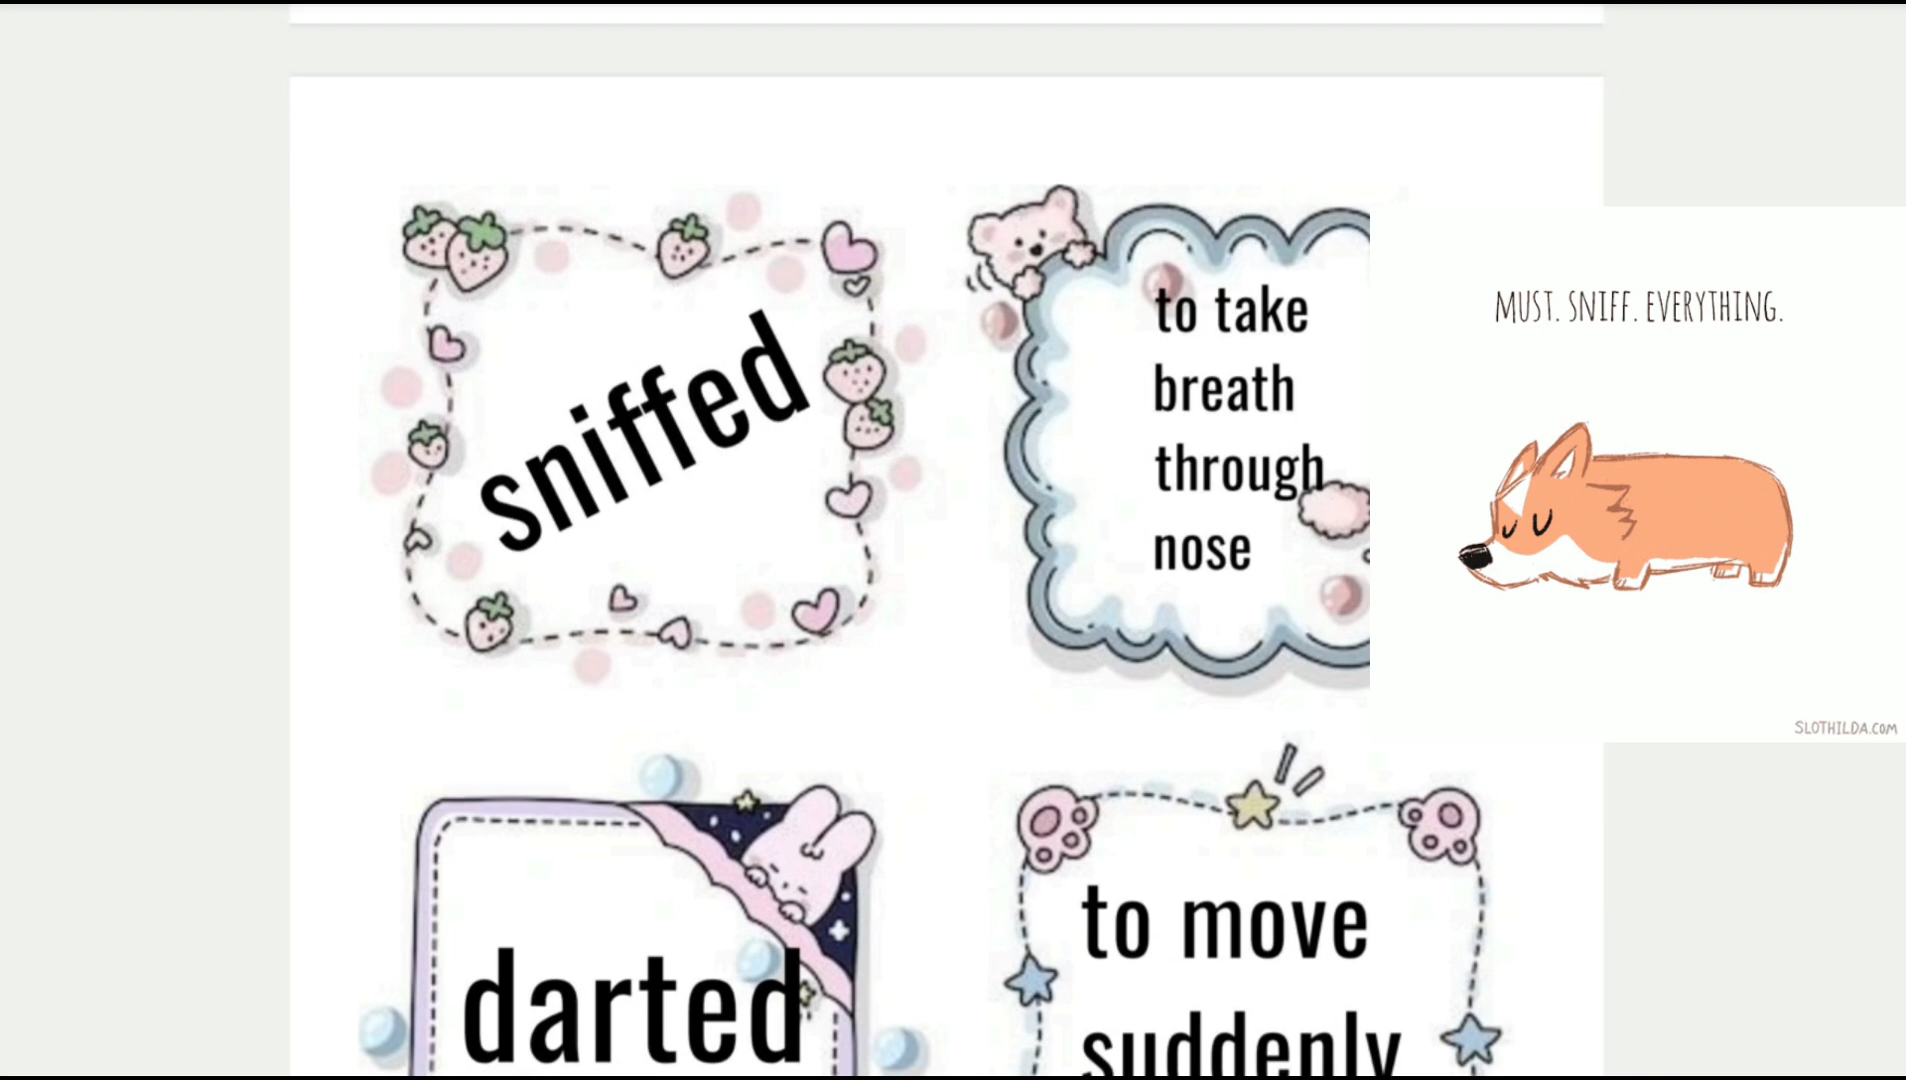 sniffed
to take
breath
through
nose
MUST. SNIFF. EVERYTHING.
SLOTHILDA.COM
darted
to move
suddenly